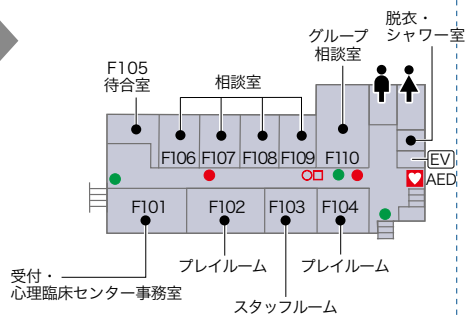 脱衣・
シャワー室
グループ
相談室
F105
待合室
相談室
F106
F107
F108
F109
F110
EV
AED
F101
F102
F103
F104
受付・
心理臨床センター事務室
プレイルーム
プレイルーム
スタッフルーム